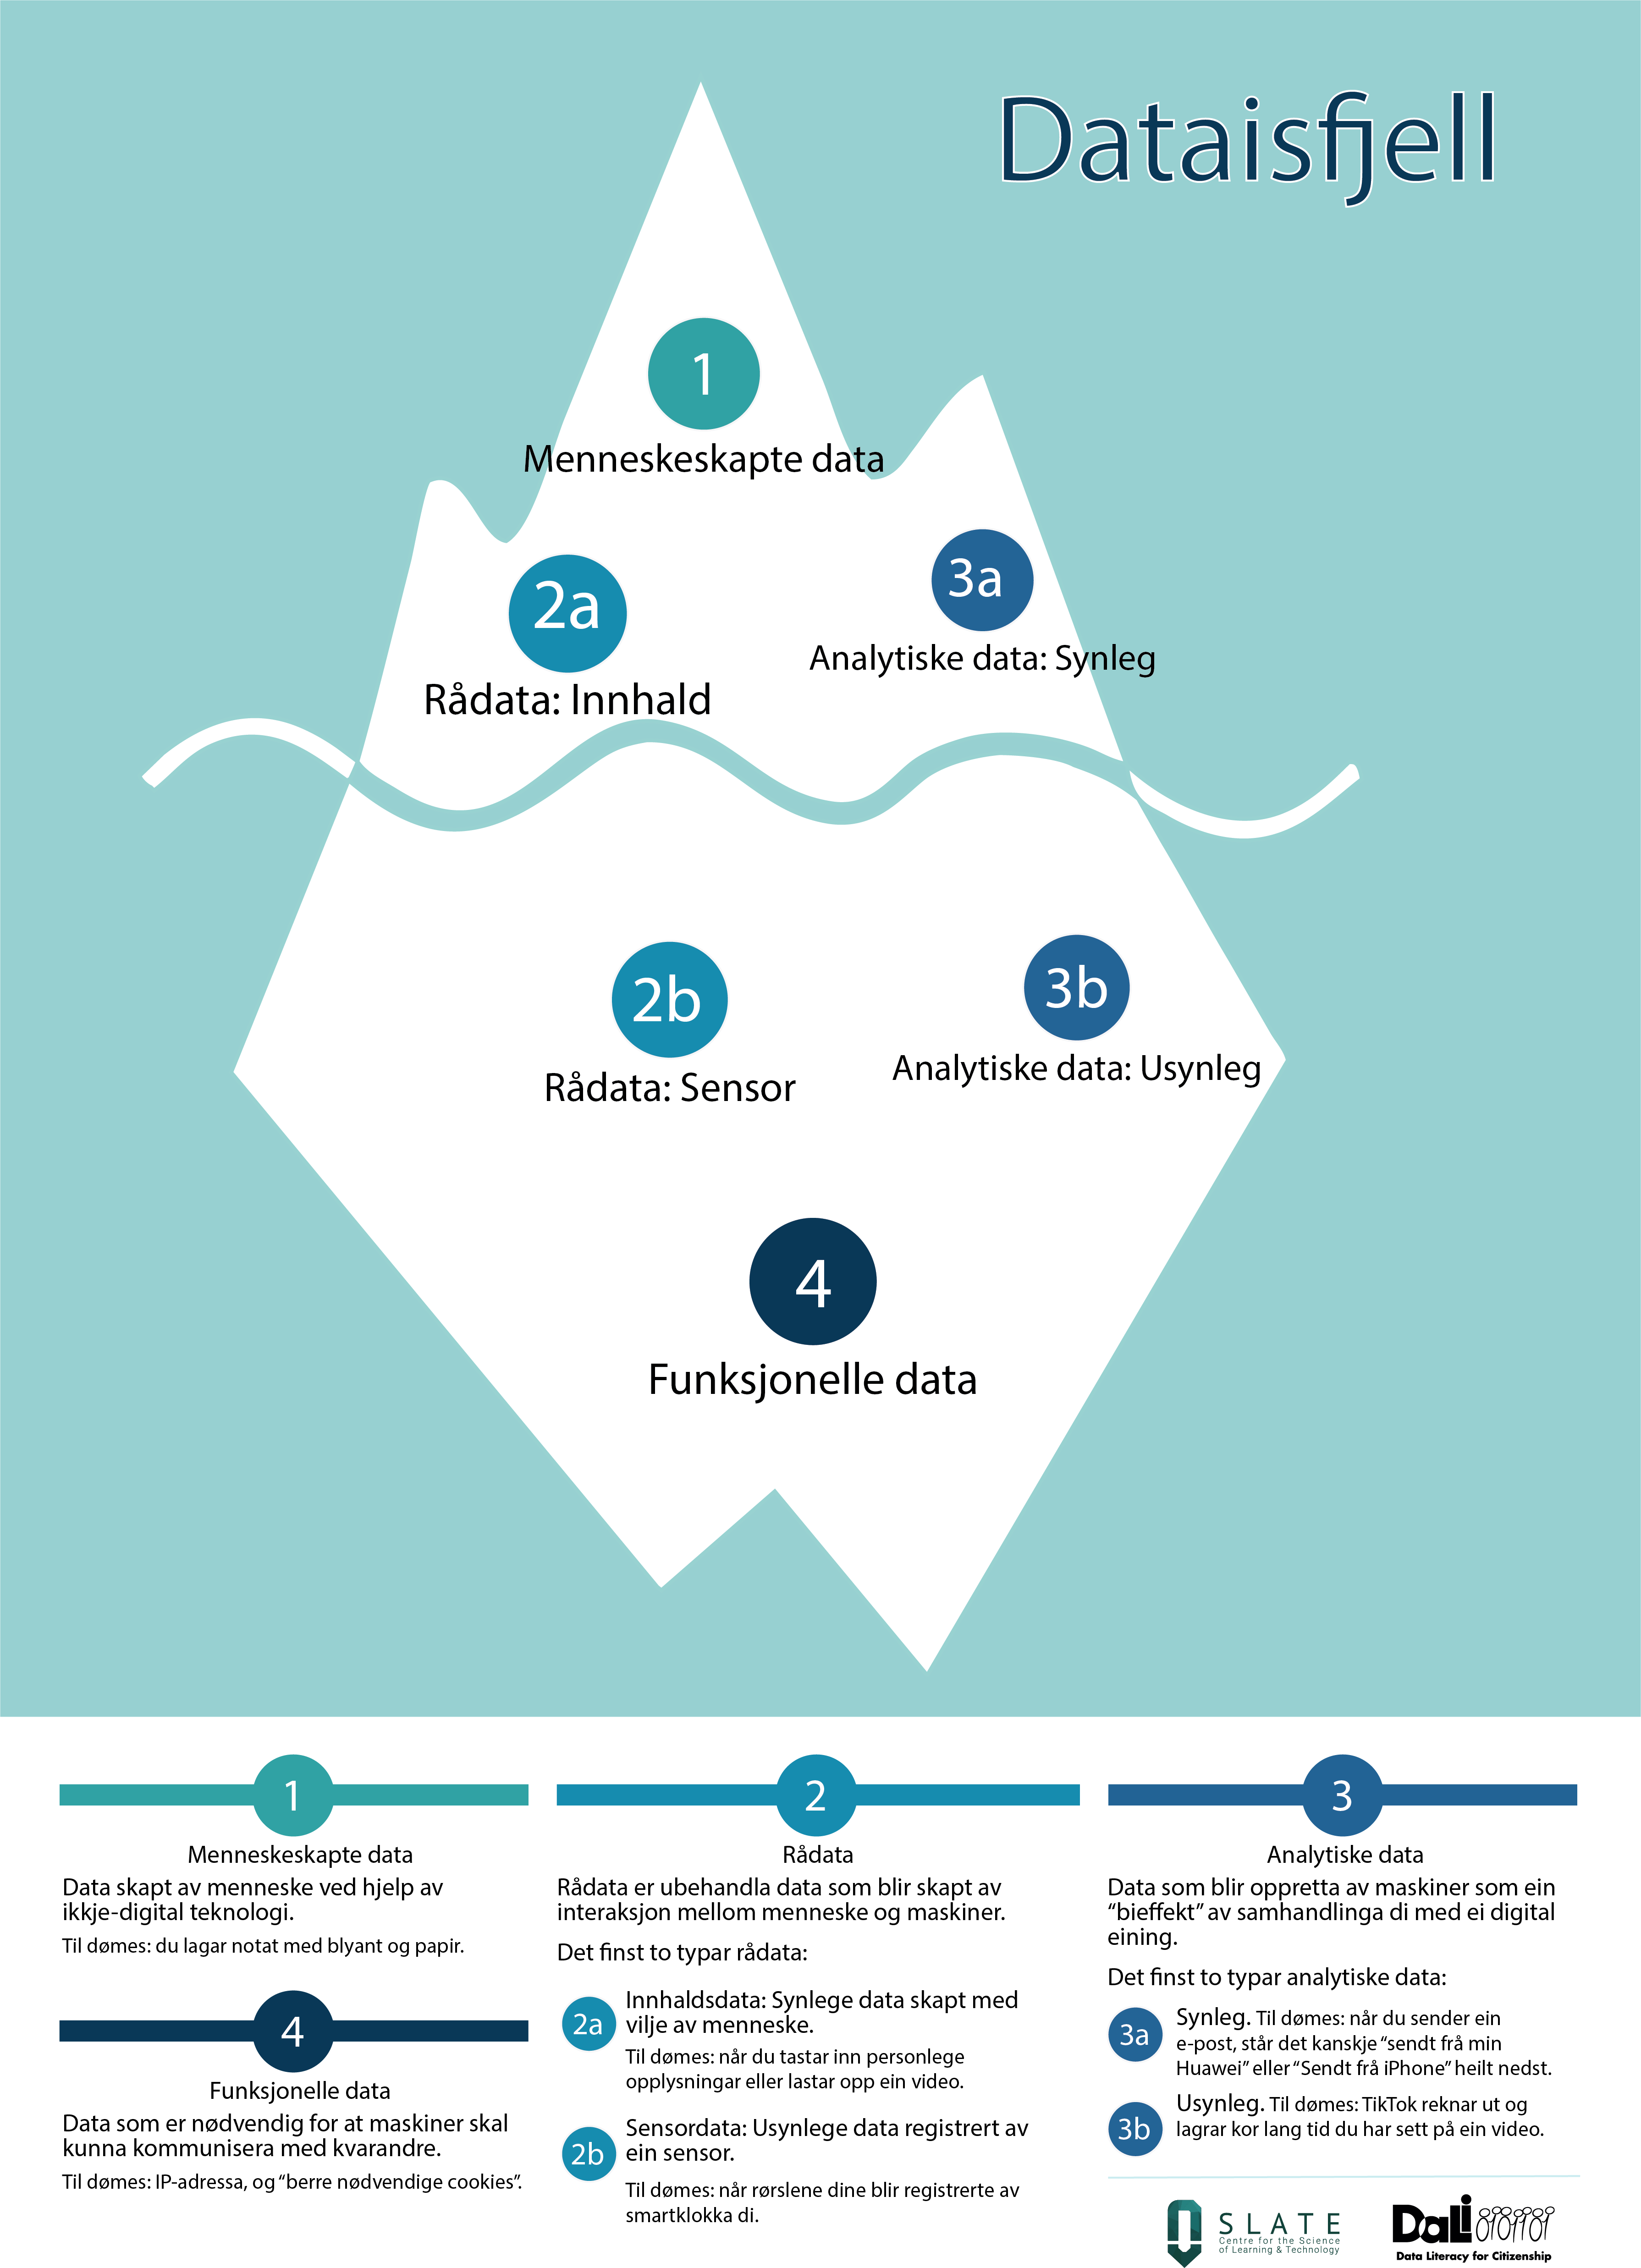 Dataisfjell
1
Menneskeskapte data
2a
Rådata: Innhald
3a
Analytiske data: Synleg
2b
Rådata: Sensor
3b
Analytiske data: Usynleg
4
Funksjonelle data
1
Menneskeskapte data
Data skapt av menneske ved hjelp av
ikkje-digital teknologi.
Til dømes: du lagar notat med blyant og papir.
4
Funksjonelle data
Data som er nødvendig for at maskiner skal
kunna kommunisera med kvarandre.
Til dømes: IP-adressa, og “berre nødvendige cookies”.
2
Rådata
Rådata er ubehandla data som blir skapt av
interaksjon mellom menneske og maskiner.
Det finst to typar rådata:
2a
Innhaldsdata: Synlege data skapt med
vilje av menneske.
Til dømes: når du tastar inn personlege
opplysningar eller lastar opp ein video.
2b
Sensordata: Usynlege data registrert av
ein sensor.
Til dømes: når rørslene dine blir registrerte av
smartklokka di.
3
Analytiske data
Data som blir oppretta av maskiner som ein
“bieffekt” av samhandlinga di med ei digital
eining.
Det finst to typar analytiske data:
3a
Synleg. Til dømes: når du sender ein
e-post, står det kanskje “sendt frå min
Huawei” eller “Sendt frå iPhone” heilt nedst.
3b
Usynleg. Til dømes: TikTok reknar ut og
lagrar kor lang tid du har sett på ein video.
SLATE
Centre for the Science
of Learning & Technology
DaLi
Data Literacy for Citizenship